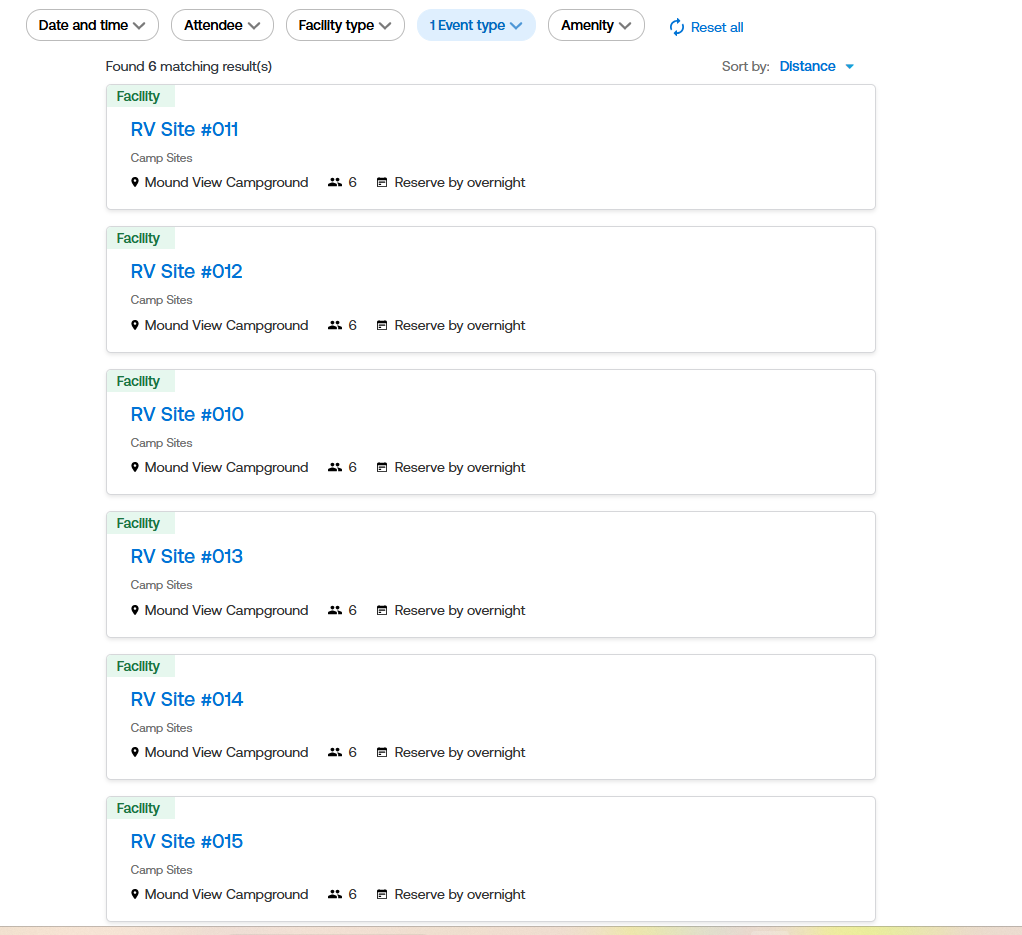 Date and time Attendee Facility type 1 Event type Amenity Reset all
Found 6 matching result(s) Sort by: Distance
Facility
RV Site #011
Camp Sites
Mound View Campground 6 Reserve by overnight
Facility
RV Site #012
Camp Sites
Mound View Campground 6 Reserve by overnight
Facility
RV Site #010
Camp Sites
Mound View Campground 6 Reserve by overnight
Facility
RV Site #013
Camp Sites
Mound View Campground 6 Reserve by overnight
Facility
RV Site #014
Camp Sites
Mound View Campground 6 Reserve by overnight
Facility
RV Site #015
Camp Sites
Mound View Campground 6 Reserve by overnight